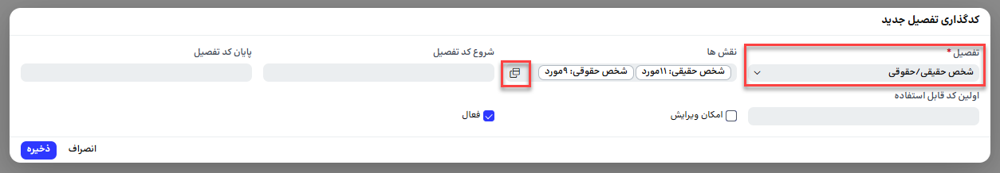 کدگذاری تفصیل جدید
تفصیل *
نقش ها
شروع کد تفصیل
پایان کد تفصیل
شخص حقیقی/حقوقی
شخص حقیقی: ۱۱مورد
شخص حقوقی: ۹مورد
اولین کد قابل استفاده
امکان ویرایش
فعال
انصراف
ذخیره